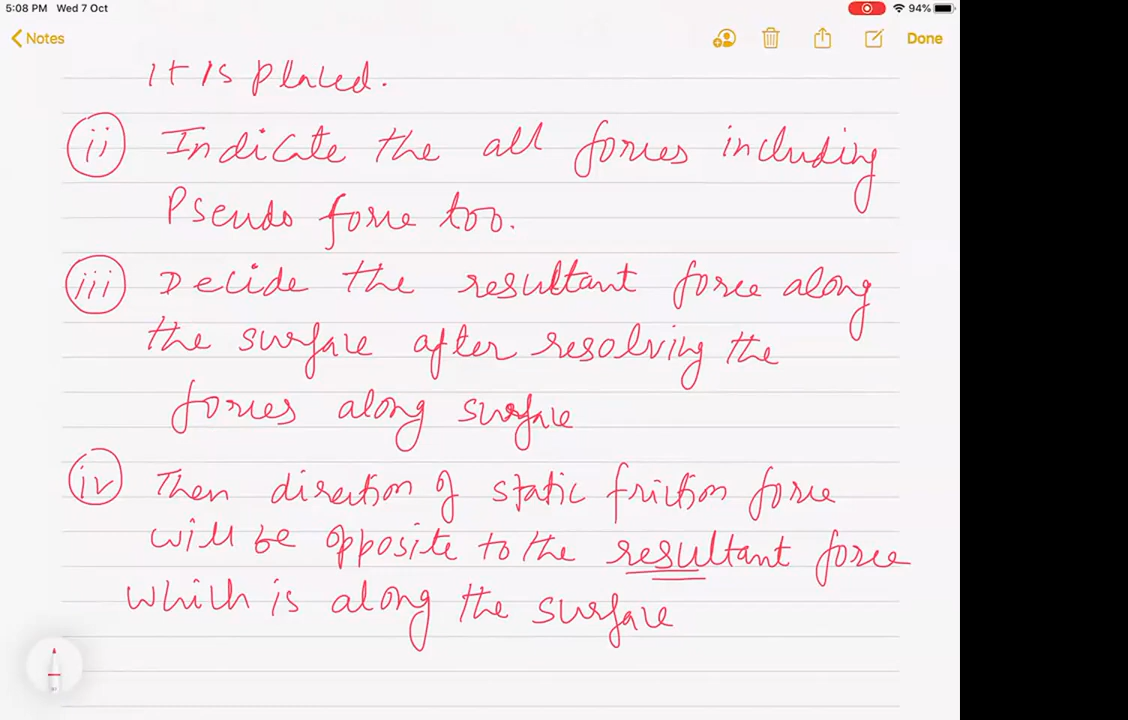 5:08 PM Wed 7 Oct
94%
Notes
Done
it is placed.
(ii) Indicate the all forces including
Pseudo force too.
(iii) Decide the resultant force along
the surface after resolving the
forces along surface
(iv) Then direction of static friction force
will be opposite to the resultant force
which is along the surface